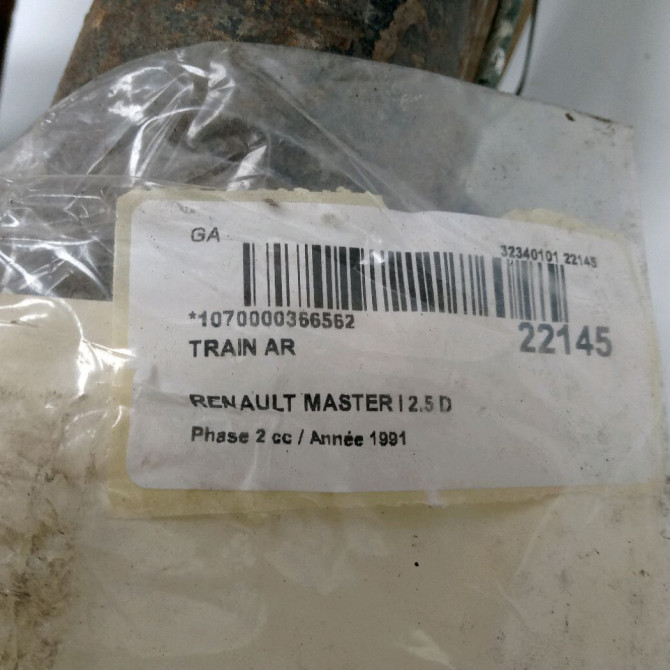 GA
32340101 22145
*1070000366562
22145
TRAIN AR
RENAULT MASTER I 2.5 D
Phase 2 cc / Année 1991